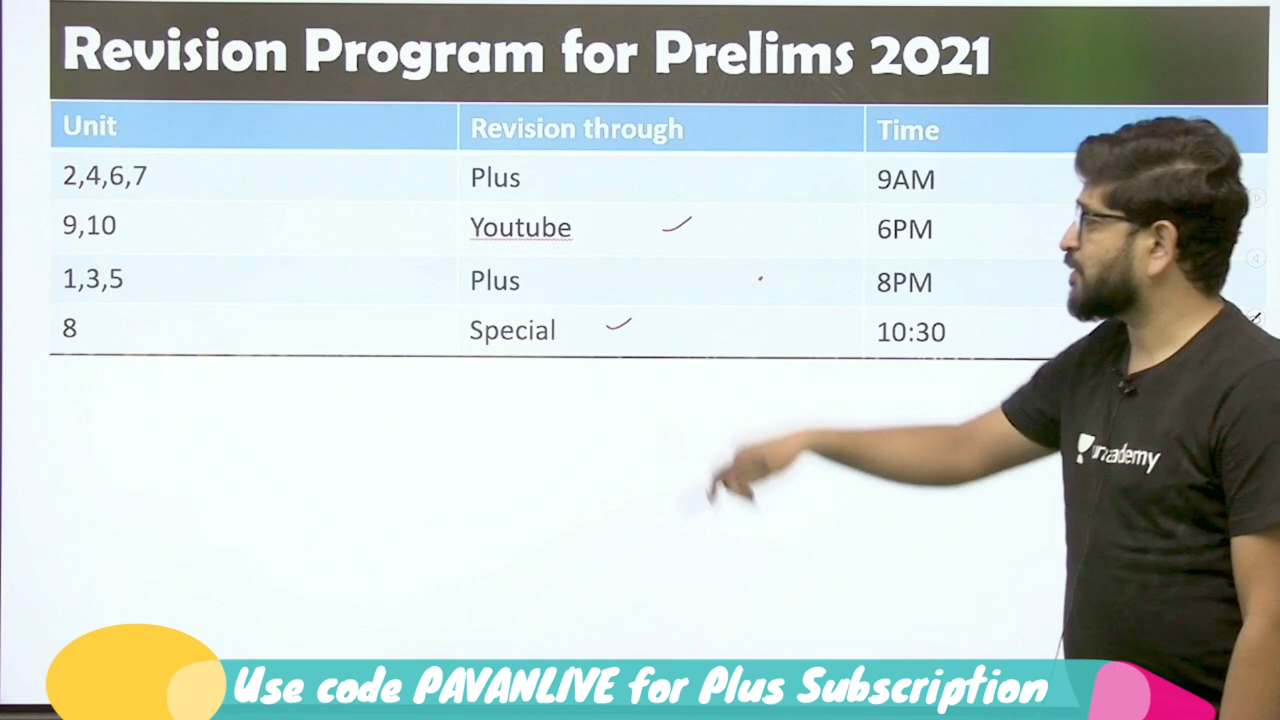 Revision Program for Prelims 2021
Unit Revision through Time
2,4,6,7 Plus 9AM
9,10 Youtube 6PM
1,3,5 Plus 8PM
8 Special 10:30
unacademy
Use code PAVANLIVE for Plus Subscription